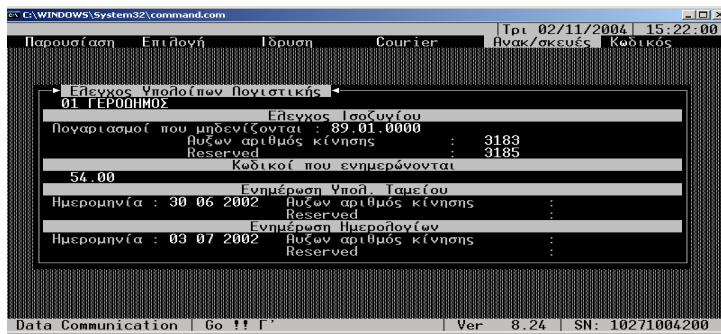 C:\WINDOWS\System32\command.com
Τρι 02/11/2004 15:22:00
Παρουσίαση Επιλογή Ίδρυση Courier Ανακ/σκευές Κωδικός
Ελεγχος Υπολοίπων Λογιστικής
01 ΓΕΡΟΔΗΜΟΣ
Ελεγχος Ισοζυγίου
Λογαριασμοί που μηδενίζονται : 89.01.0000
Αυξων αριθμός κίνησης : 3183
Reserved : 3185
Κωδικοί που ενημερώνονται
54.00
Ενημέρωση Υπολ. Ταμείου
Ημερομηνία : 30 06 2002 Αυξων αριθμός κίνησης :
Reserved :
Ενημέρωση Ημερολογίων
Ημερομηνία : 03 07 2002 Αυξων αριθμός κίνησης :
Reserved :
Data Communication | Go !! Γ' | Ver 8.24 | SN: 10271004200